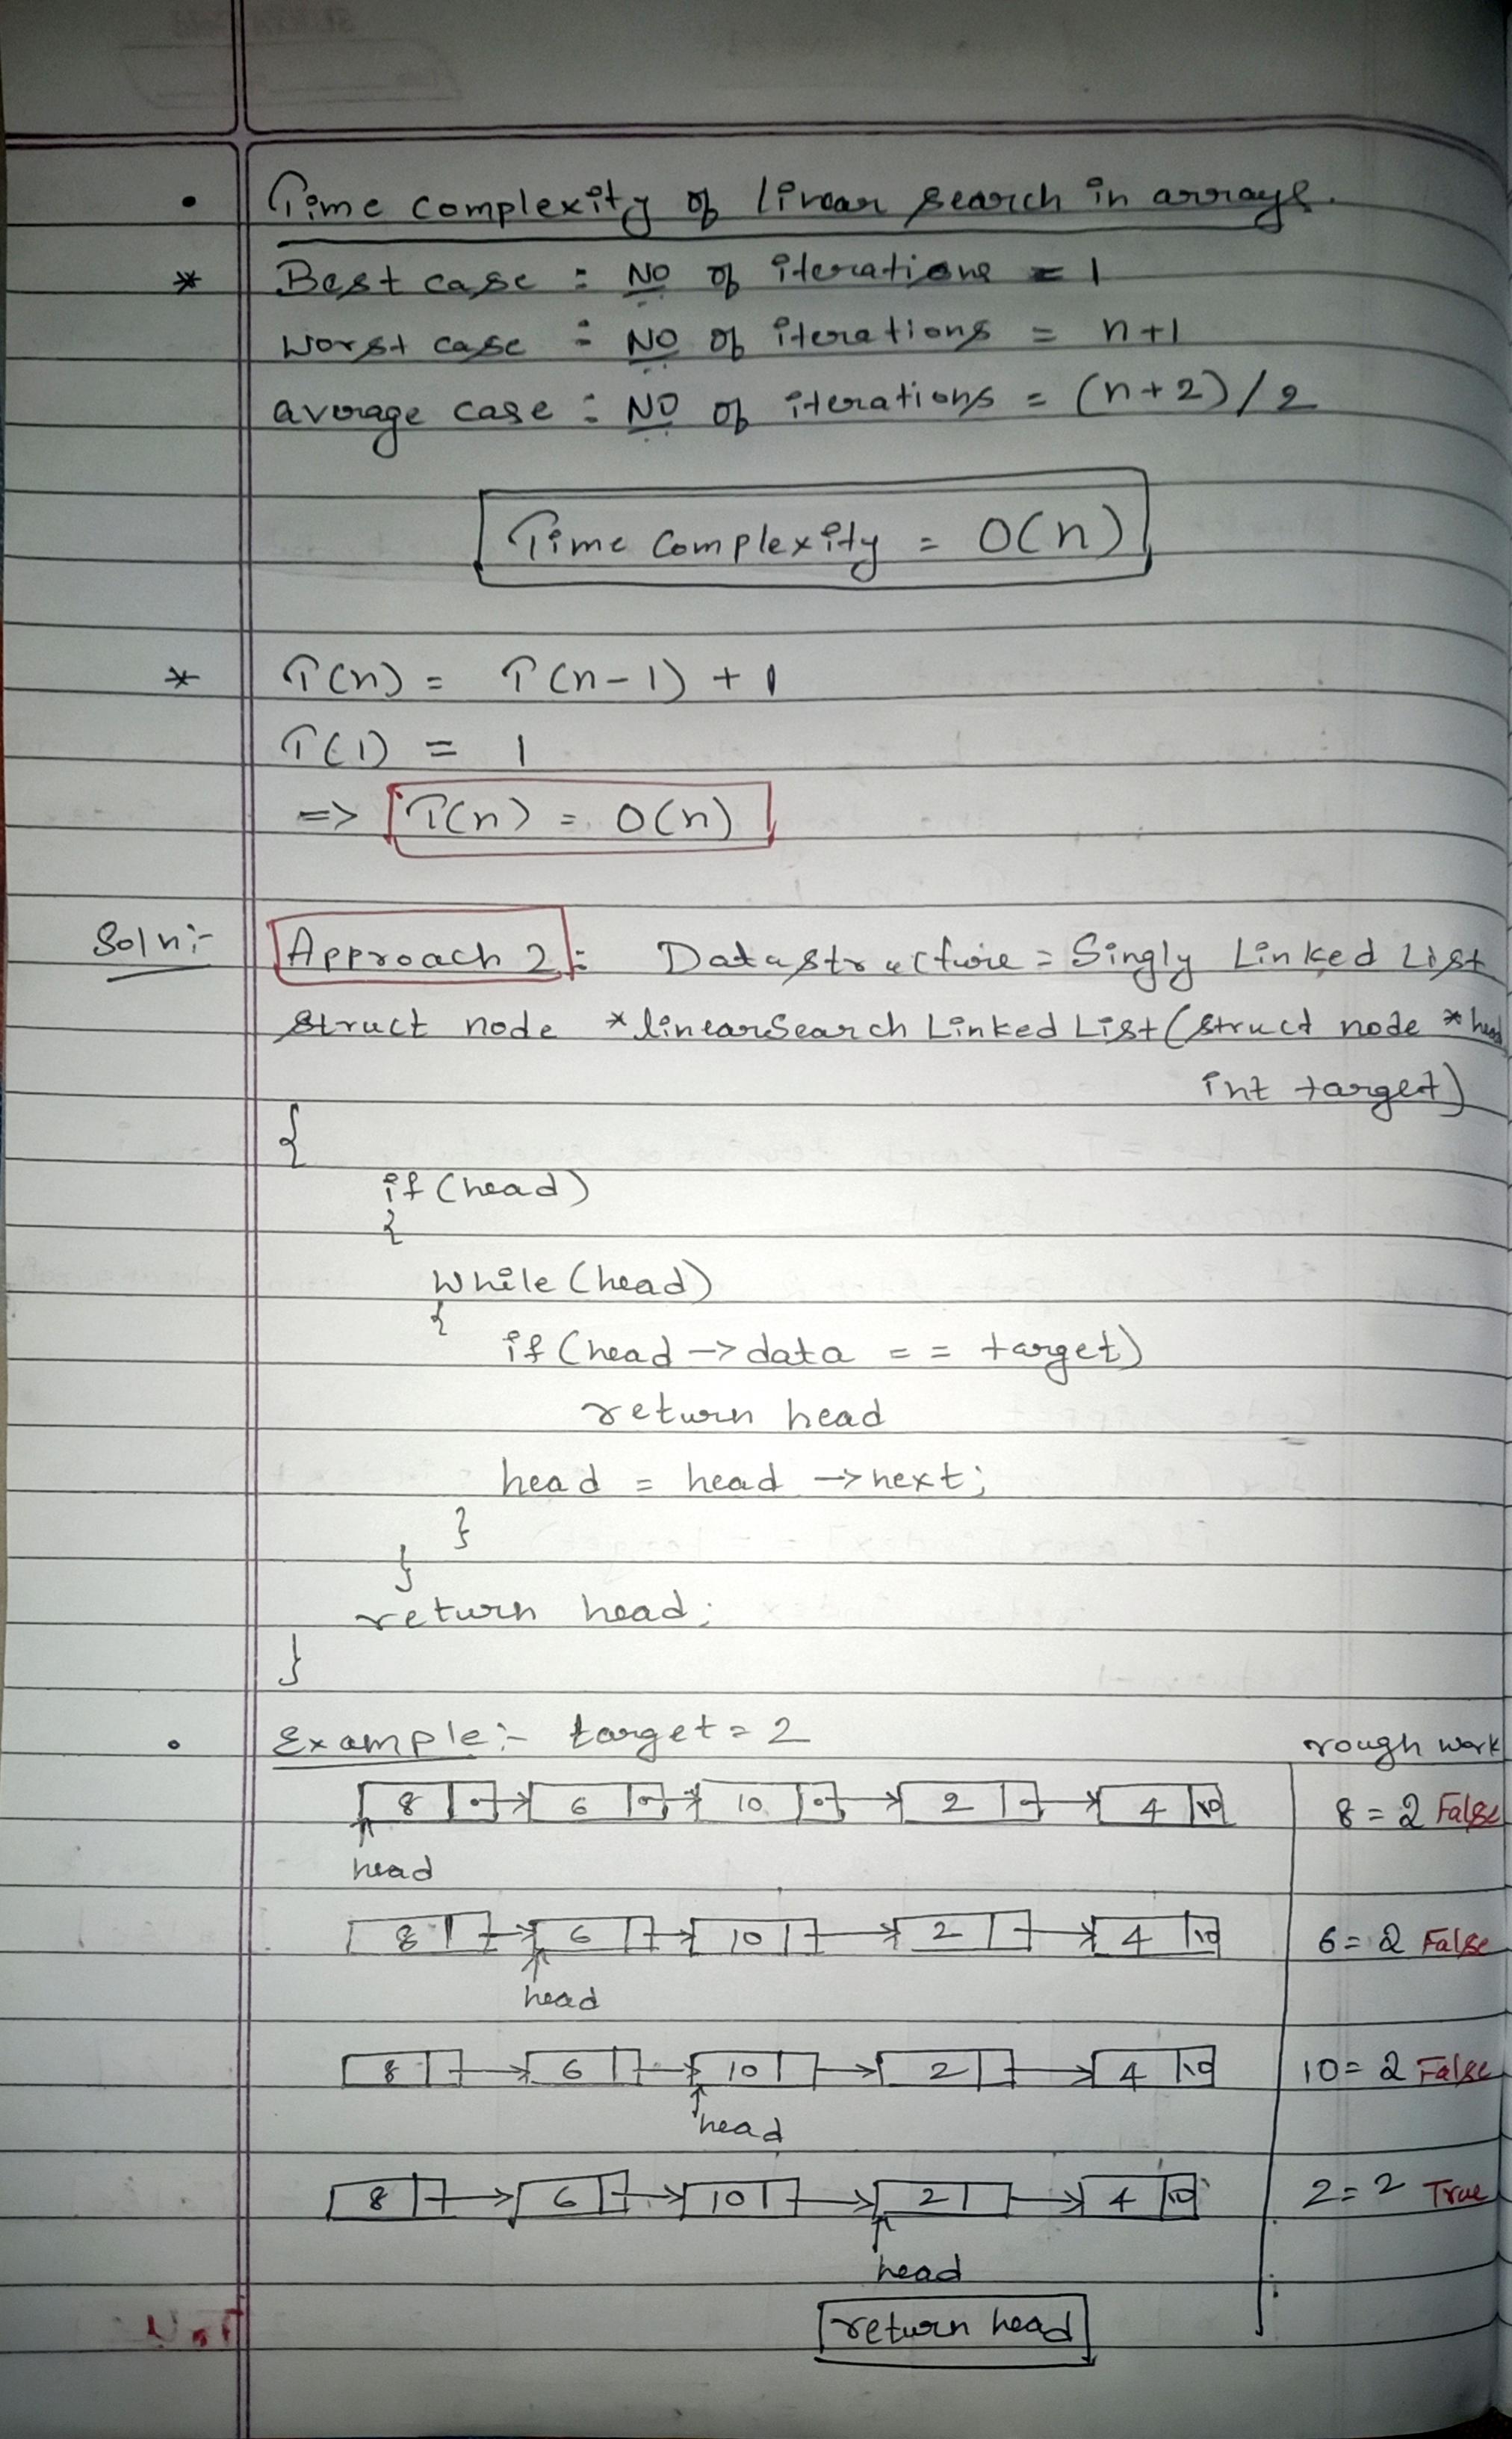 • Time complexity of linear search in arrays.
* Best case : No of iterations = 1
worst case : No of iterations = n+1
average case : No of iterations = (n+2)/2
Time Complexity = O(n)
* T(n) = T(n-1) + 1
T(1) = 1
=> T(n) = O(n)
Soln:- Approach 2: Datastructure = Singly Linked List
struct node *linearSearch Linked List(struct node *head
int target)
{
if (head)
{
while (head)
{
if (head -> data == target)
return head
head = head -> next;
}
}
return head;
}
• Example:- target = 2
rough work
8 6 10 2 4 8 = 2 False
head
8 6 10 2 4 6 = 2 False
head
8 6 10 2 4 10 = 2 False
head
8 6 10 2 4 2 = 2 True
head
return head